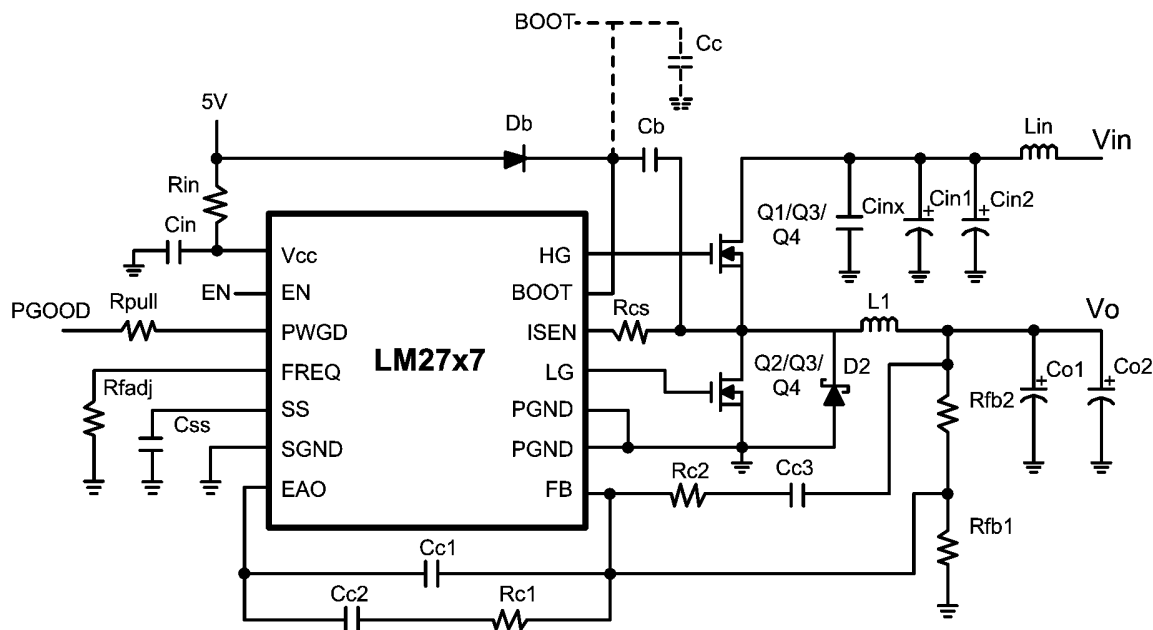 BOOT
Cc
5V
Db
Cb
Lin
Vin
Rin
Cin
Q1/Q3/
Q4
Cinx
+
Cin1
+
Cin2
Vcc
HG
EN
EN
BOOT
PGOOD
Rpull
PWGD
ISEN
Rcs
L1
Vo
LM27x7
Rfadj
FREQ
LG
Q2/Q3/
Q4
D2
+
Co1
+
Co2
Css
SS
PGND
Rfb2
SGND
PGND
EAO
FB
Rc2
Cc3
Rfb1
Cc1
Cc2
Rc1